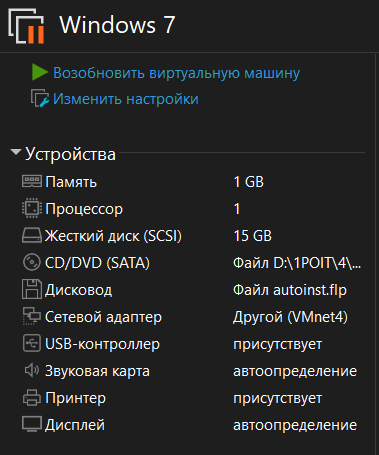 Windows 7
Возобновить виртуальную машину
Изменить настройки
Устройства
Память 1 GB
Процессор 1
Жесткий диск (SCSI) 15 GB
CD/DVD (SATA) Файл D:\1POIT\4\...
Дисковод Файл autoinst.flp
Сетевой адаптер Другой (VMnet4)
USB-контроллер присутствует
Звуковая карта автоопределение
Принтер присутствует
Дисплей автоопределение